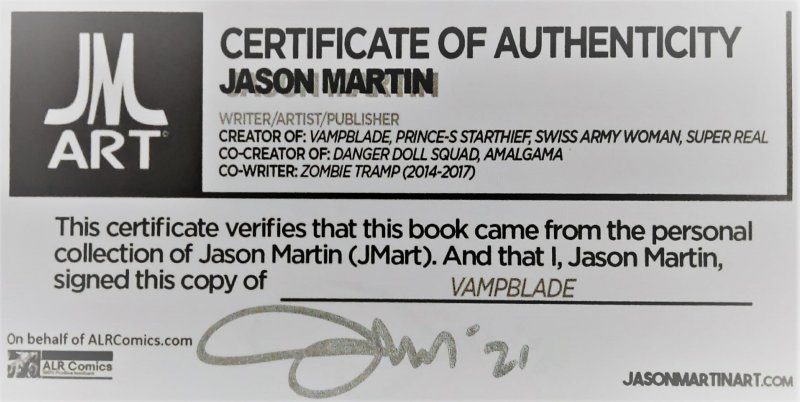 JM
ART
CERTIFICATE OF AUTHENTICITY
JASON MARTIN
WRITER/ARTIST/PUBLISHER
CREATOR OF: VAMPBLADE, PRINCE-S STARTHIEF, SWISS ARMY WOMAN, SUPER REAL
CO-CREATOR OF: DANGER DOLL SQUAD, AMALGAMA
CO-WRITER: ZOMBIE TRAMP (2014-2017)
This certificate verifies that this book came from the personal
collection of Jason Martin (JMart). And that I, Jason Martin,
signed this copy of VAMPBLADE
On behalf of ALRComics.com
ALR Comics
'21
JASONMARTINART.COM